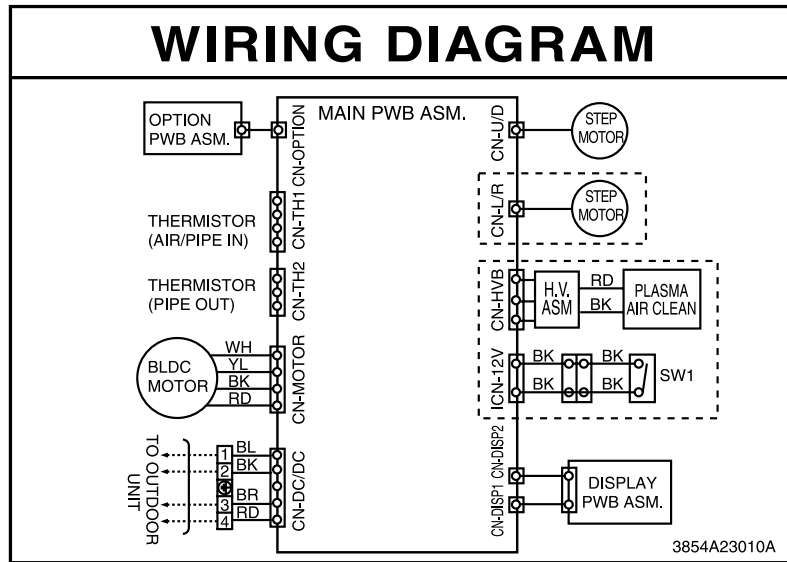 WIRING DIAGRAM
MAIN PWB ASM.
OPTION
PWB ASM.
CN-OPTION
THERMISTOR
(AIR/PIPE IN)
CN-TH1
THERMISTOR
(PIPE OUT)
CN-TH2
BLDC
MOTOR
WH
YL
BK
RD
CN-MOTOR
TO OUTDOOR
UNIT
1
2
3
4
BL
BK
BR
RD
CN-DC/DC
CN-U/D
STEP
MOTOR
CN-L/R
STEP
MOTOR
CN-HVB
H.V.
ASM
RD
BK
PLASMA
AIR CLEAN
ICN-12V
BK
BK
BK
BK
SW1
CN-DISP2
CN-DISP1
DISPLAY
PWB ASM.
3854A23010A